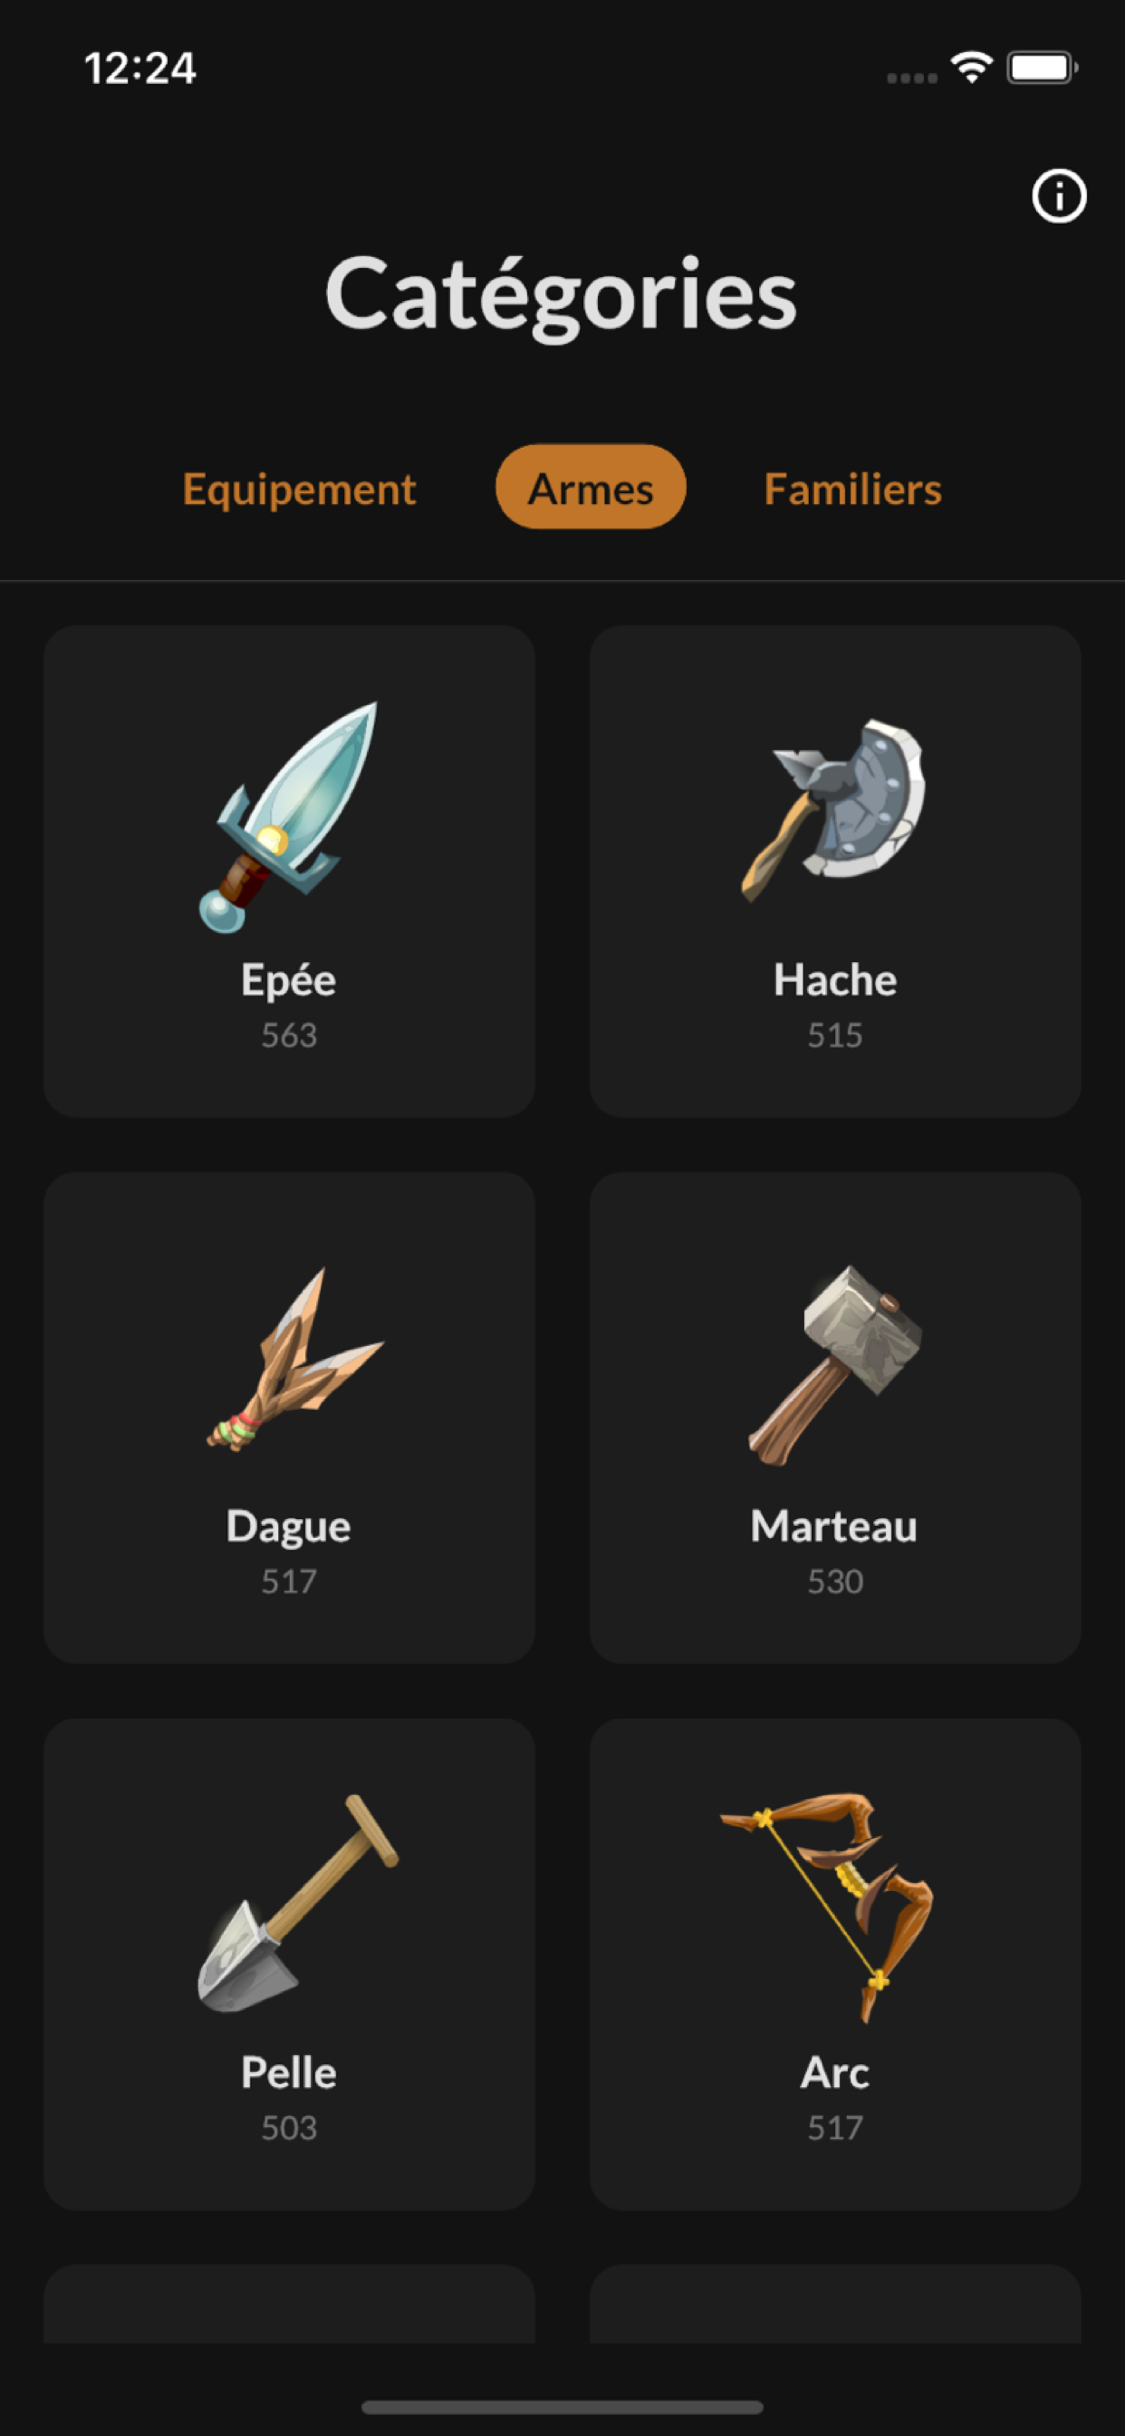 12:24
Catégories
Equipement Armes Familiers
Epée Hache
563 515
Dague Marteau
517 530
Pelle Arc
503 517